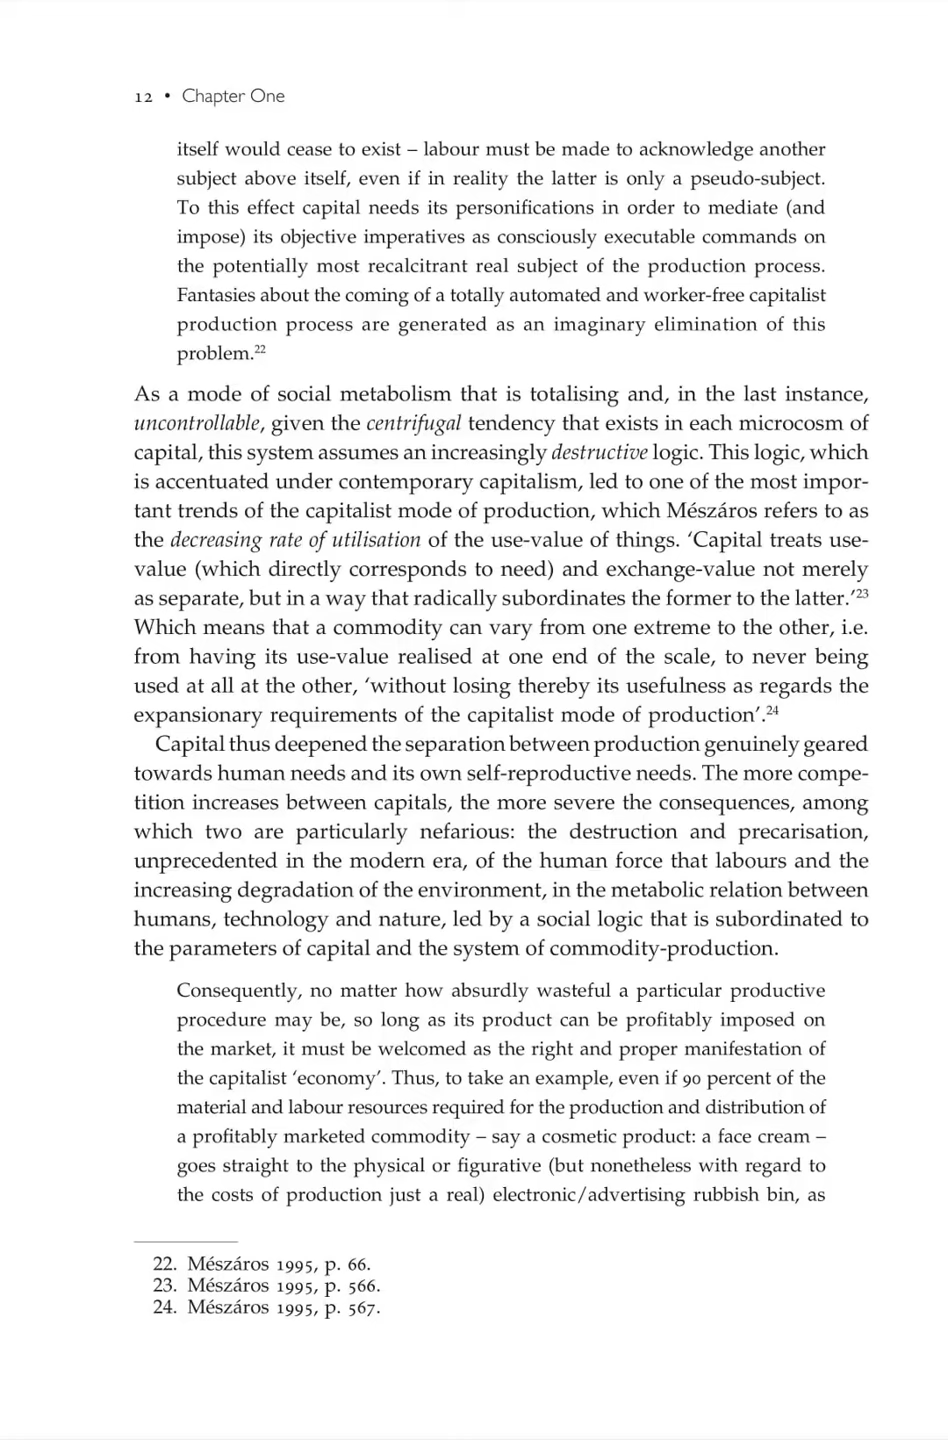 12 • Chapter One
itself would cease to exist – labour must be made to acknowledge another
subject above itself, even if in reality the latter is only a pseudo-subject.
To this effect capital needs its personifications in order to mediate (and
impose) its objective imperatives as consciously executable commands on
the potentially most recalcitrant real subject of the production process.
Fantasies about the coming of a totally automated and worker-free capitalist
production process are generated as an imaginary elimination of this
problem.22
As a mode of social metabolism that is totalising and, in the last instance,
uncontrollable, given the centrifugal tendency that exists in each microcosm of
capital, this system assumes an increasingly destructive logic. This logic, which
is accentuated under contemporary capitalism, led to one of the most impor-
tant trends of the capitalist mode of production, which Mészáros refers to as
the decreasing rate of utilisation of the use-value of things. ‘Capital treats use-
value (which directly corresponds to need) and exchange-value not merely
as separate, but in a way that radically subordinates the former to the latter.’23
Which means that a commodity can vary from one extreme to the other, i.e.
from having its use-value realised at one end of the scale, to never being
used at all at the other, ‘without losing thereby its usefulness as regards the
expansionary requirements of the capitalist mode of production’.24
Capital thus deepened the separation between production genuinely geared
towards human needs and its own self-reproductive needs. The more compe-
tition increases between capitals, the more severe the consequences, among
which two are particularly nefarious: the destruction and precarisation,
unprecedented in the modern era, of the human force that labours and the
increasing degradation of the environment, in the metabolic relation between
humans, technology and nature, led by a social logic that is subordinated to
the parameters of capital and the system of commodity-production.
Consequently, no matter how absurdly wasteful a particular productive
procedure may be, so long as its product can be profitably imposed on
the market, it must be welcomed as the right and proper manifestation of
the capitalist ‘economy’. Thus, to take an example, even if 90 percent of the
material and labour resources required for the production and distribution of
a profitably marketed commodity – say a cosmetic product: a face cream –
goes straight to the physical or figurative (but nonetheless with regard to
the costs of production just a real) electronic/advertising rubbish bin, as
22. Mészáros 1995, p. 66.
23. Mészáros 1995, p. 566.
24. Mészáros 1995, p. 567.